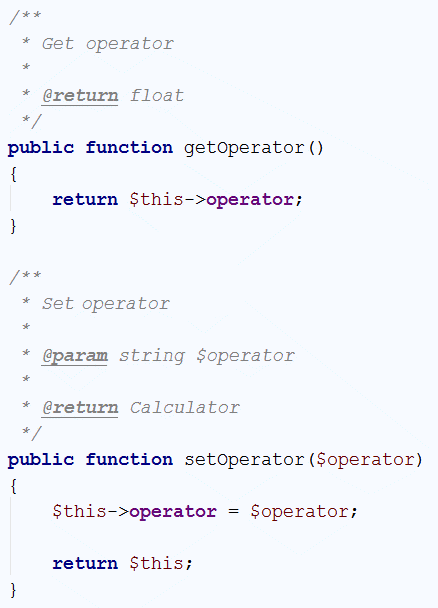 /**
 * Get operator
 *
 * @return float
 */
public function getOperator()
{
    return $this->operator;
}

/**
 * Set operator
 *
 * @param string $operator
 *
 * @return Calculator
 */
public function setOperator($operator)
{
    $this->operator = $operator;

    return $this;
}